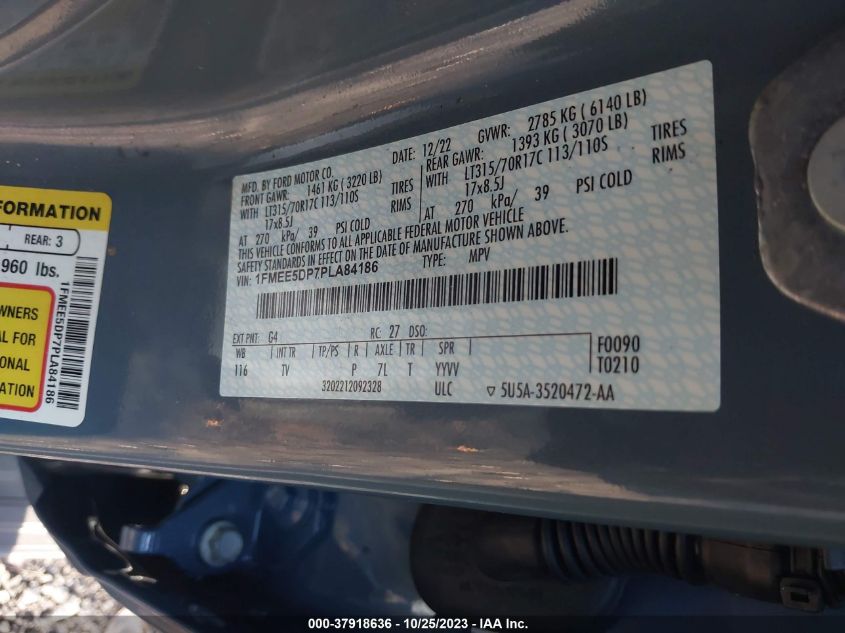 FORMATION
REAR: 3
960 lbs.
WNERS
AL FOR
TIONAL
MATION
1FMEE5DP7PLA84186
MFD. BY FORD MOTOR CO.
DATE: 12/22
GVWR: 2785 KG ( 6140 LB)
FRONT GAWR: 1461 KG ( 3220 LB)
REAR GAWR: 1393 KG ( 3070 LB)
WITH LT315/70R17C 113/110S TIRES
WITH LT315/70R17C 113/110S TIRES
17x8.5J RIMS
17x8.5J RIMS
AT 270 kPa/ 39 PSI COLD
AT 270 kPa/ 39 PSI COLD
THIS VEHICLE CONFORMS TO ALL APPLICABLE FEDERAL MOTOR VEHICLE
SAFETY STANDARDS IN EFFECT ON THE DATE OF MANUFACTURE SHOWN ABOVE.
VIN: 1FMEE5DP7PLA84186 TYPE: MPV
EXT PNT: G4 RC: 27 DSO:
WB INT TR TP/PS R AXLE TR SPR
116 TV P 7L T YYVV
F0090
T0210
3202212092328 ULC ▽ 5U5A-3520472-AA
000-37918636 - 10/25/2023 - IAA Inc.